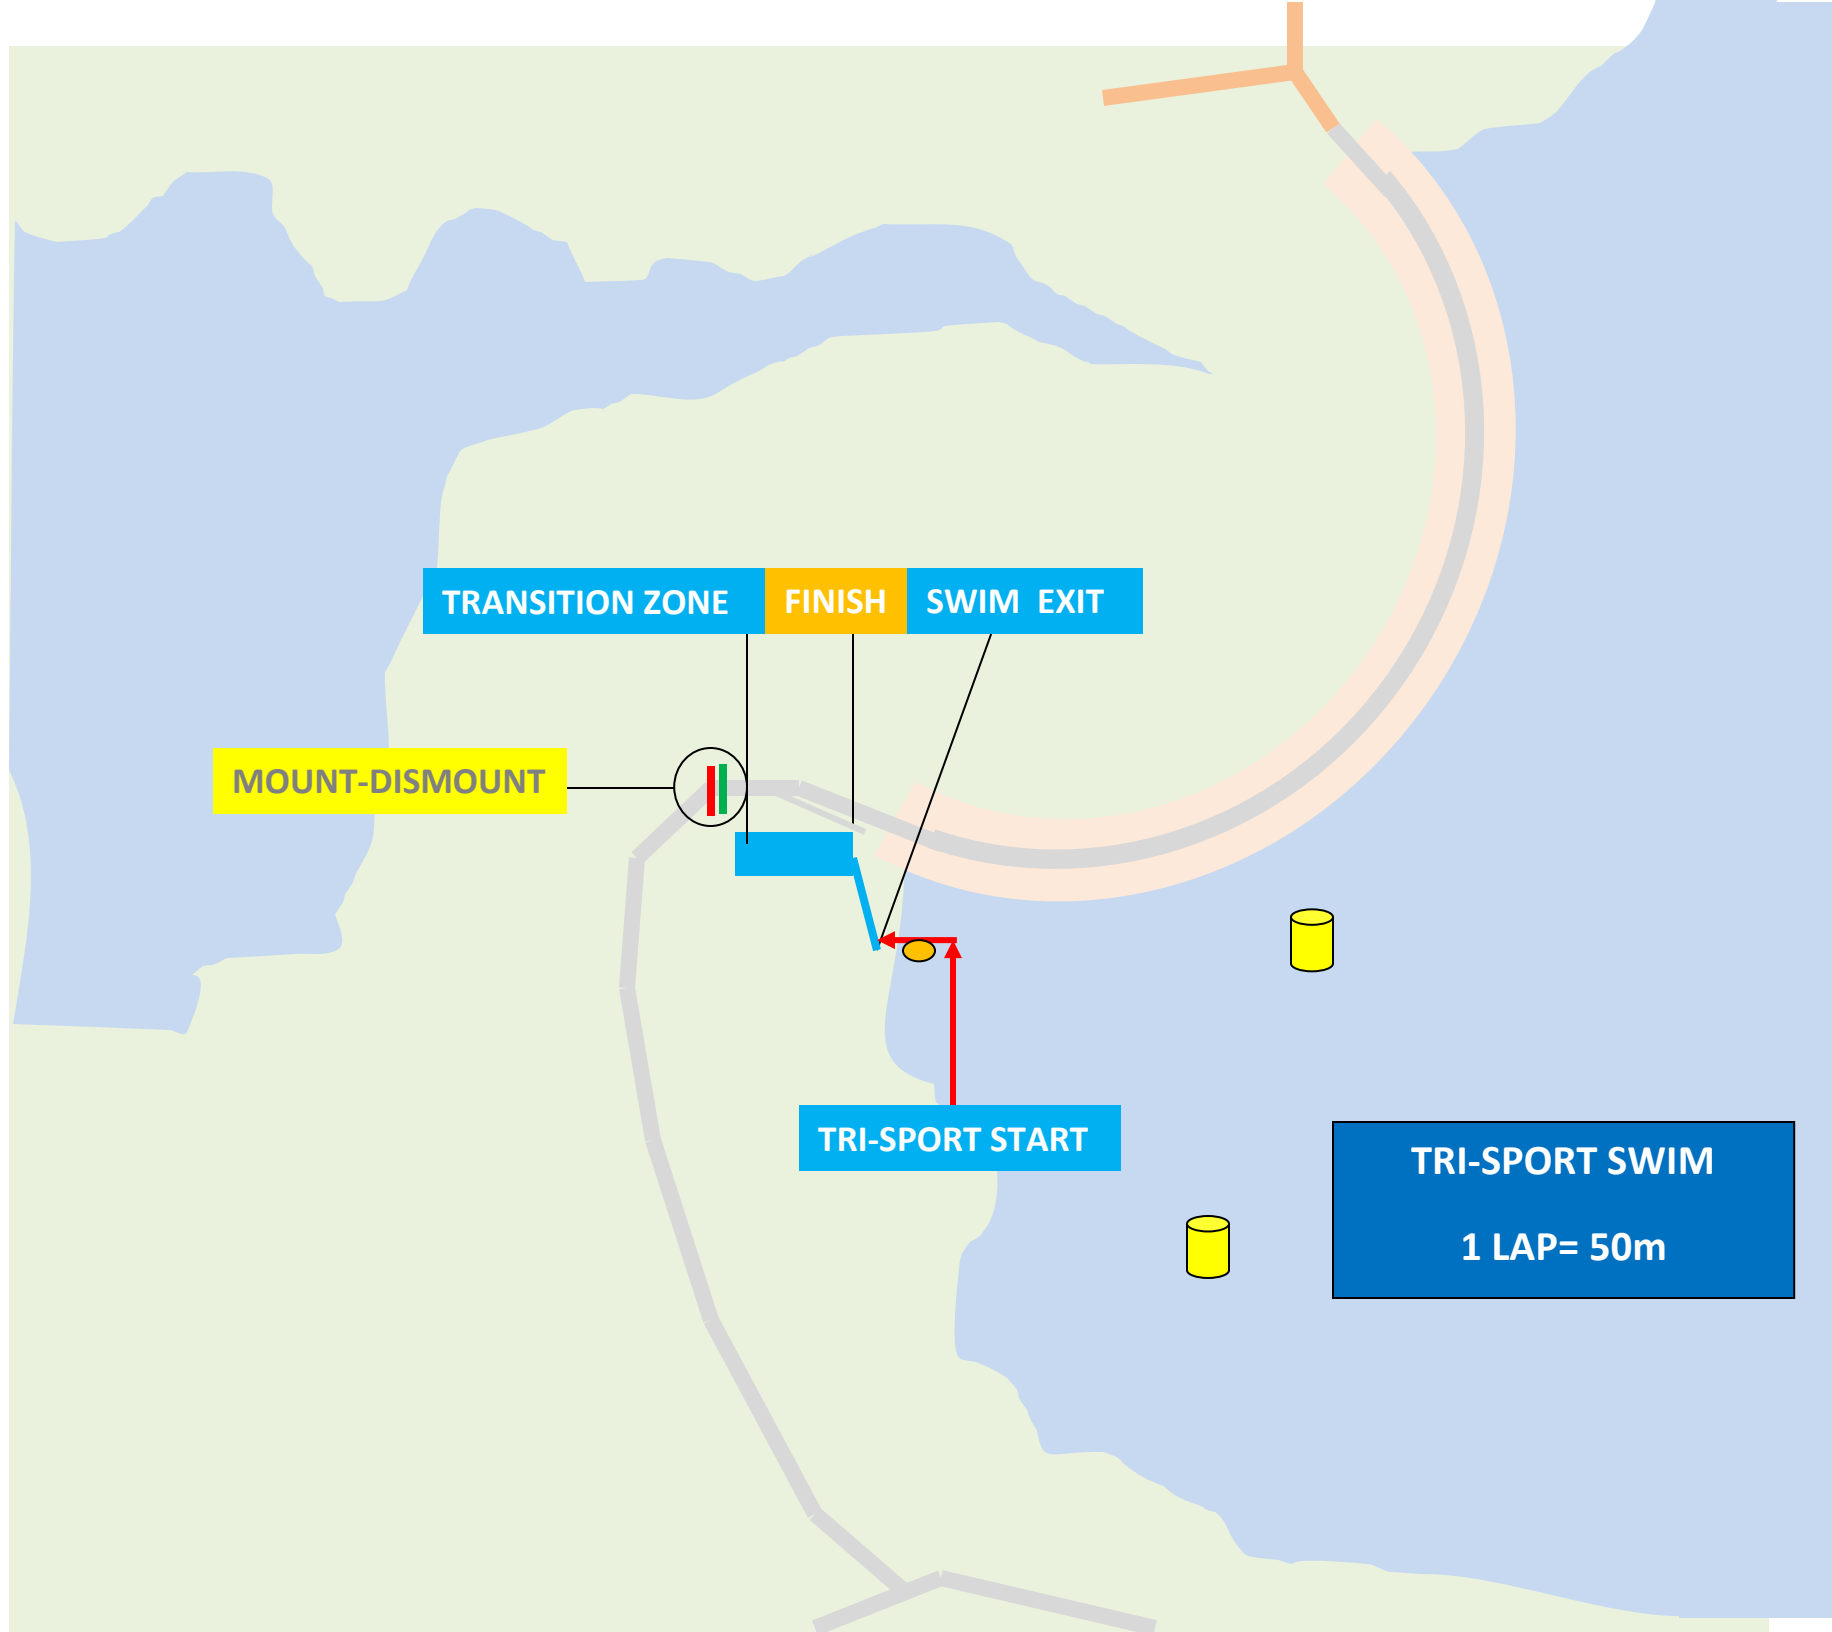 TRANSITION ZONE
FINISH
SWIM EXIT
MOUNT-DISMOUNT
TRI-SPORT START
TRI-SPORT SWIM
1 LAP= 50m